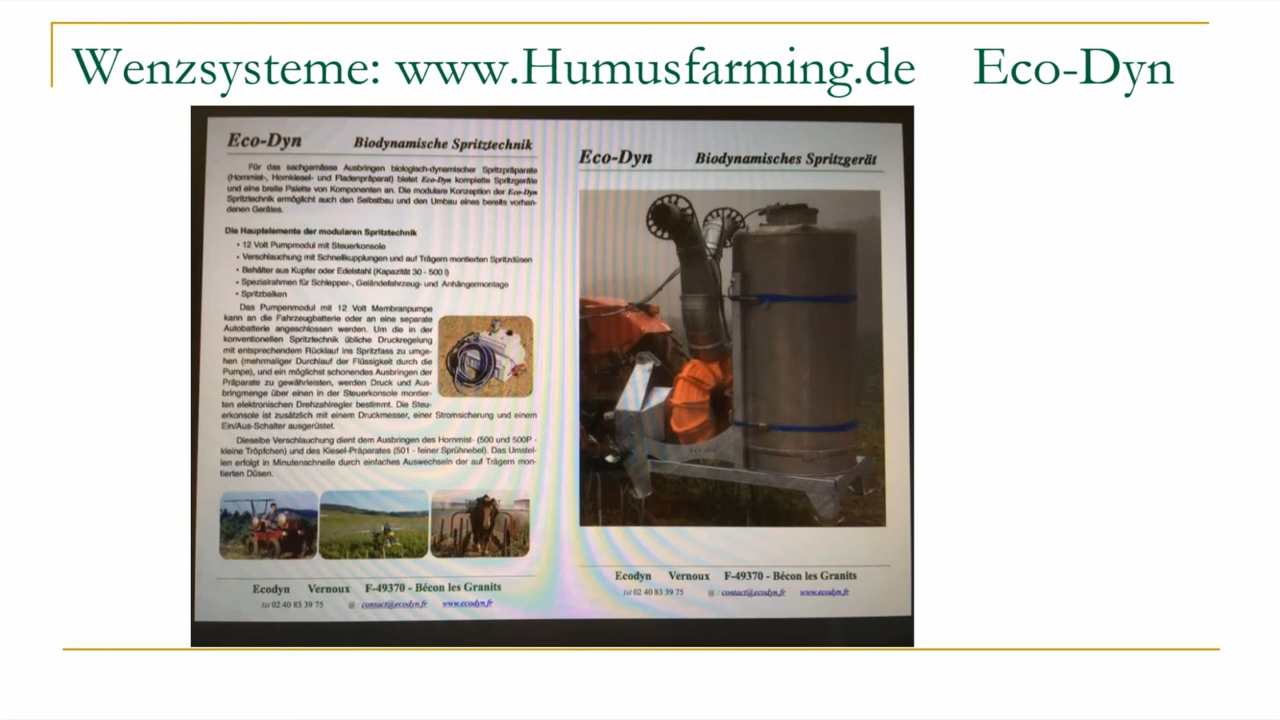 Wenzsysteme: www.Humusfarming.de Eco-Dyn
Eco-Dyn Biodynamische Spritztechnik
Für das sachgemässe Ausbringen biologisch-dynamischer Spritzpräparate
(Hornmist-, Hornkiesel- und Fladenpräparat) bietet Eco-Dyn komplette Spritzgeräte
und eine breite Palette von Komponenten an. Die modulare Konzeption der Eco-Dyn
Spritztechnik ermöglicht auch den Selbstbau und den Umbau eines bereits vorhan-
denen Gerätes.
Die Hauptelemente der modularen Spritztechnik
• 12 Volt Pumpmodul mit Steuerkonsole
• Verschlauchung mit Schnellkupplungen und auf Trägern montierten Spritzdüsen
• Behälter aus Kupfer oder Edelstahl (Kapazität 30 - 500 l)
• Spezialrahmen für Schlepper-, Geländefahrzeug- und Anhängermontage
• Spritzbalken
Das Pumpenmodul mit 12 Volt Membranpumpe
kann an die Fahrzeugbatterie oder an eine separate
Autobatterie angeschlossen werden. Um die in der
konventionellen Spritztechnik übliche Druckregelung
mit entsprechendem Rücklauf ins Spritzfass zu umge-
hen (mehrmaliger Durchlauf der Flüssigkeit durch die
Pumpe), und ein möglichst schonendes Ausbringen der
Präparate zu gewährleisten, werden Druck und Aus-
bringmenge über einen in der Steuerkonsole montier-
ten elektronischen Drehzahlregler bestimmt. Die Steu-
erkonsole ist zusätzlich mit einem Druckmesser, einer Stromsicherung und einem
Ein/Aus-Schalter ausgerüstet.
Dieselbe Verschlauchung dient dem Ausbringen des Hornmist- (500 und 500P -
kleine Tröpfchen) und des Kiesel-Präparates (501 - feiner Sprühnebel). Das Umstel-
len erfolgt in Minutenschnelle durch einfaches Auswechseln der auf Trägern mon-
tierten Düsen.
Ecodyn Vernoux F-49370 - Bécon les Granits
tél 02 40 83 39 75 @ : contact@ecodyn.fr www.ecodyn.fr
Eco-Dyn Biodynamisches Spritzgerät
Ecodyn Vernoux F-49370 - Bécon les Granits
tél 02 40 83 39 75 @ : contact@ecodyn.fr www.ecodyn.fr